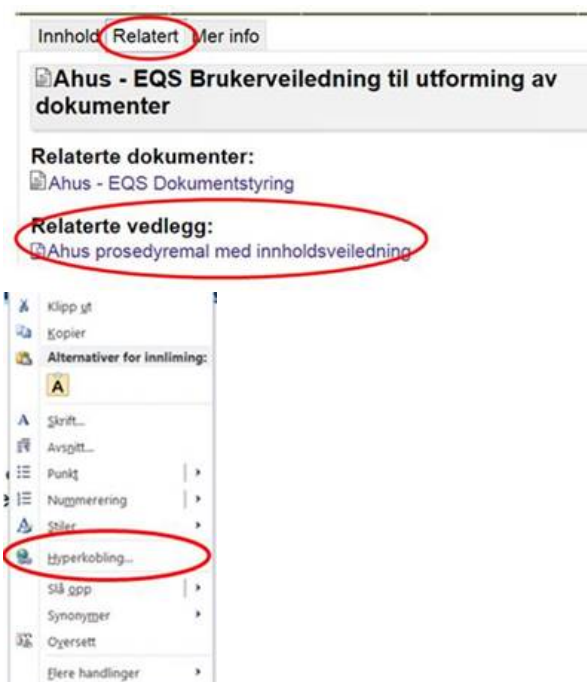 Innhold Relatert Mer info
Ahus - EQS Brukerveiledning til utforming av
dokumenter
Relaterte dokumenter:
Ahus - EQS Dokumentstyring
Relaterte vedlegg:
Ahus prosedyremal med innholdsveiledning
Klipp ut
Kopier
Alternativer for innliming:
A
Skrift...
Avsnitt...
Punkt
Nummerering
Stiler
Hyperkobling...
Slå opp
Synonymer
Oversett
Flere handlinger